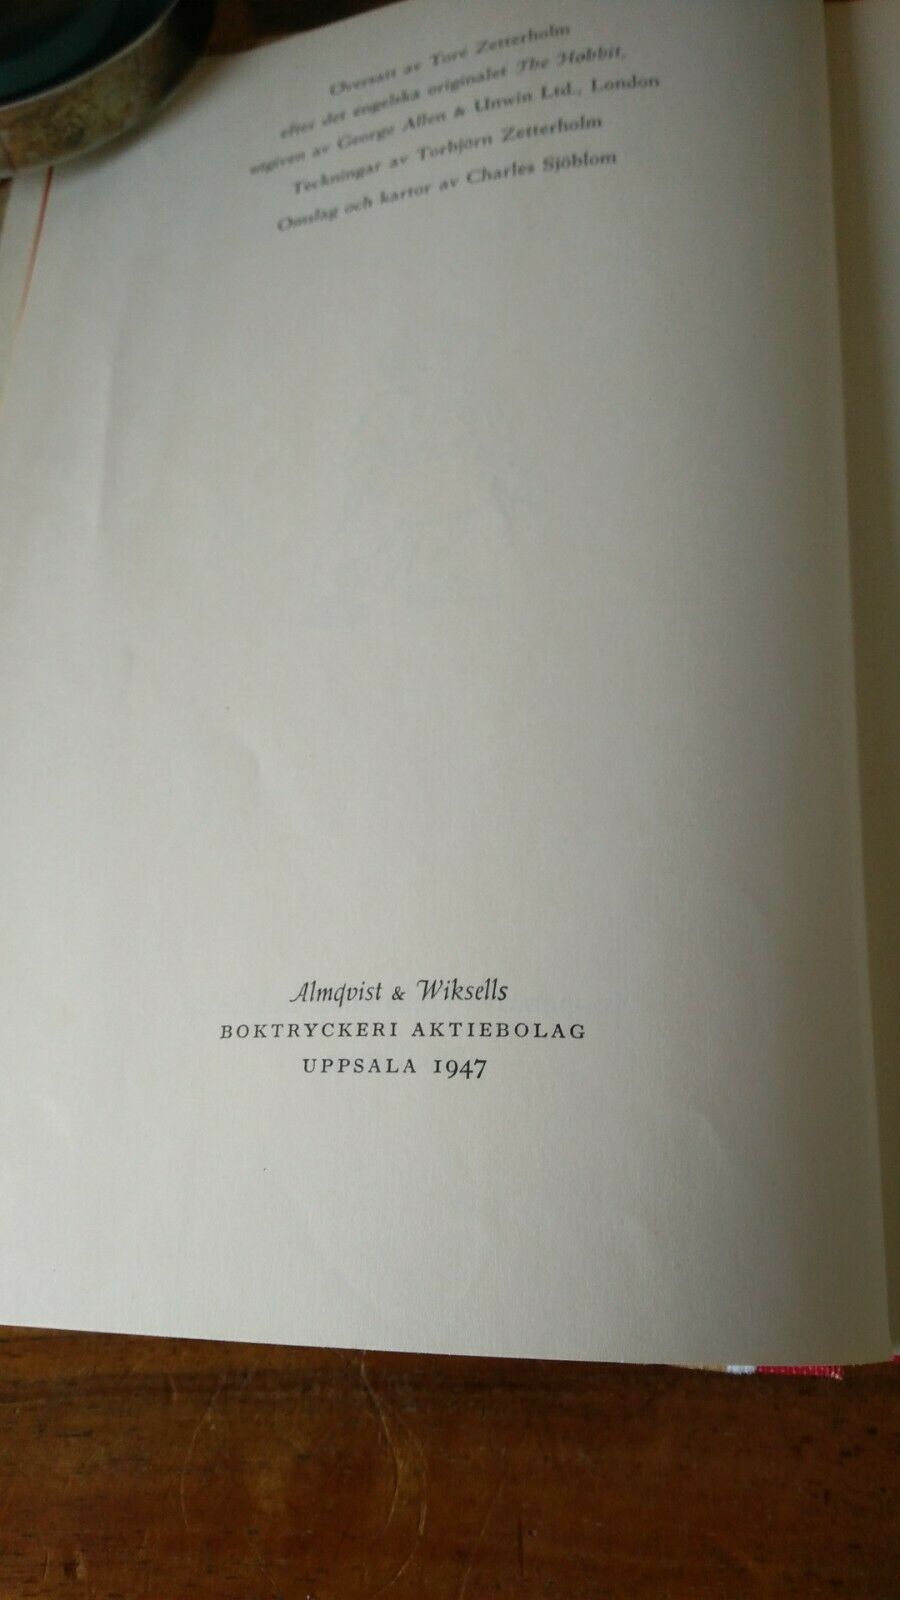 Översatt av Tore Zetterholm
efter det engelska originalet The Hobbit,
utgiven av George Allen & Unwin Ltd., London
Teckningar av Torbjörn Zetterholm
Omslag och kartor av Charles Sjöblom
Almqvist & Wiksells
BOKTRYCKERI AKTIEBOLAG
UPPSALA 1947